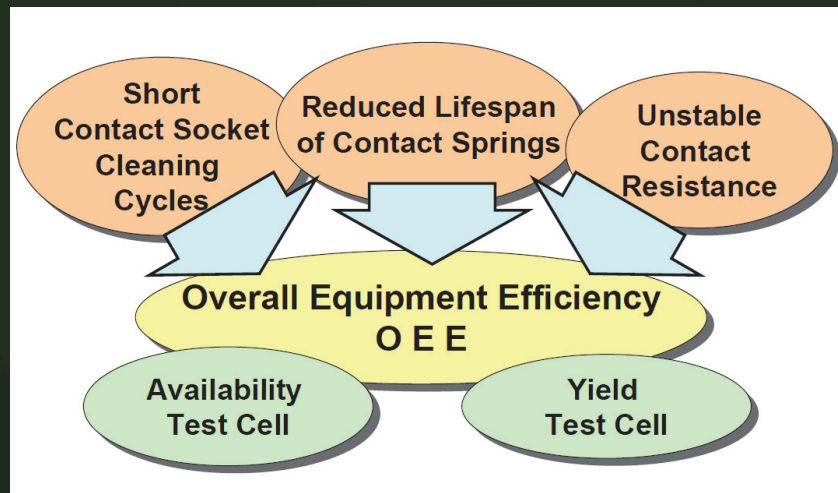 Short
Contact Socket
Cleaning
Cycles
Reduced Lifespan
of Contact Springs
Unstable
Contact
Resistance
Overall Equipment Efficiency
O E E
Availability
Test Cell
Yield
Test Cell